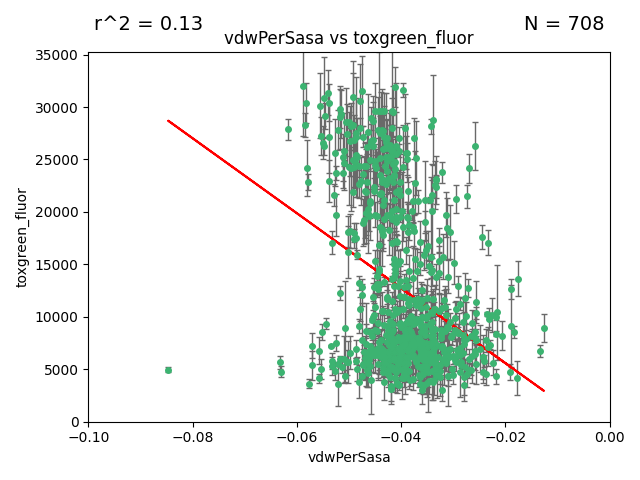 r^2 = 0.13
N = 708
vdwPerSasa vs toxgreen_fluor
35000
30000
25000
20000
15000
10000
5000
0
toxgreen_fluor
−0.10
−0.08
−0.06
−0.04
−0.02
0.00
vdwPerSasa